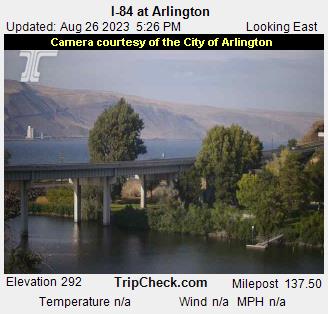 I-84 at Arlington
Updated: Aug 26 2023 5:26 PM Looking East
Camera courtesy of the City of Arlington
Elevation 292 TripCheck.com Milepost 137.50
Temperature n/a Wind n/a MPH n/a